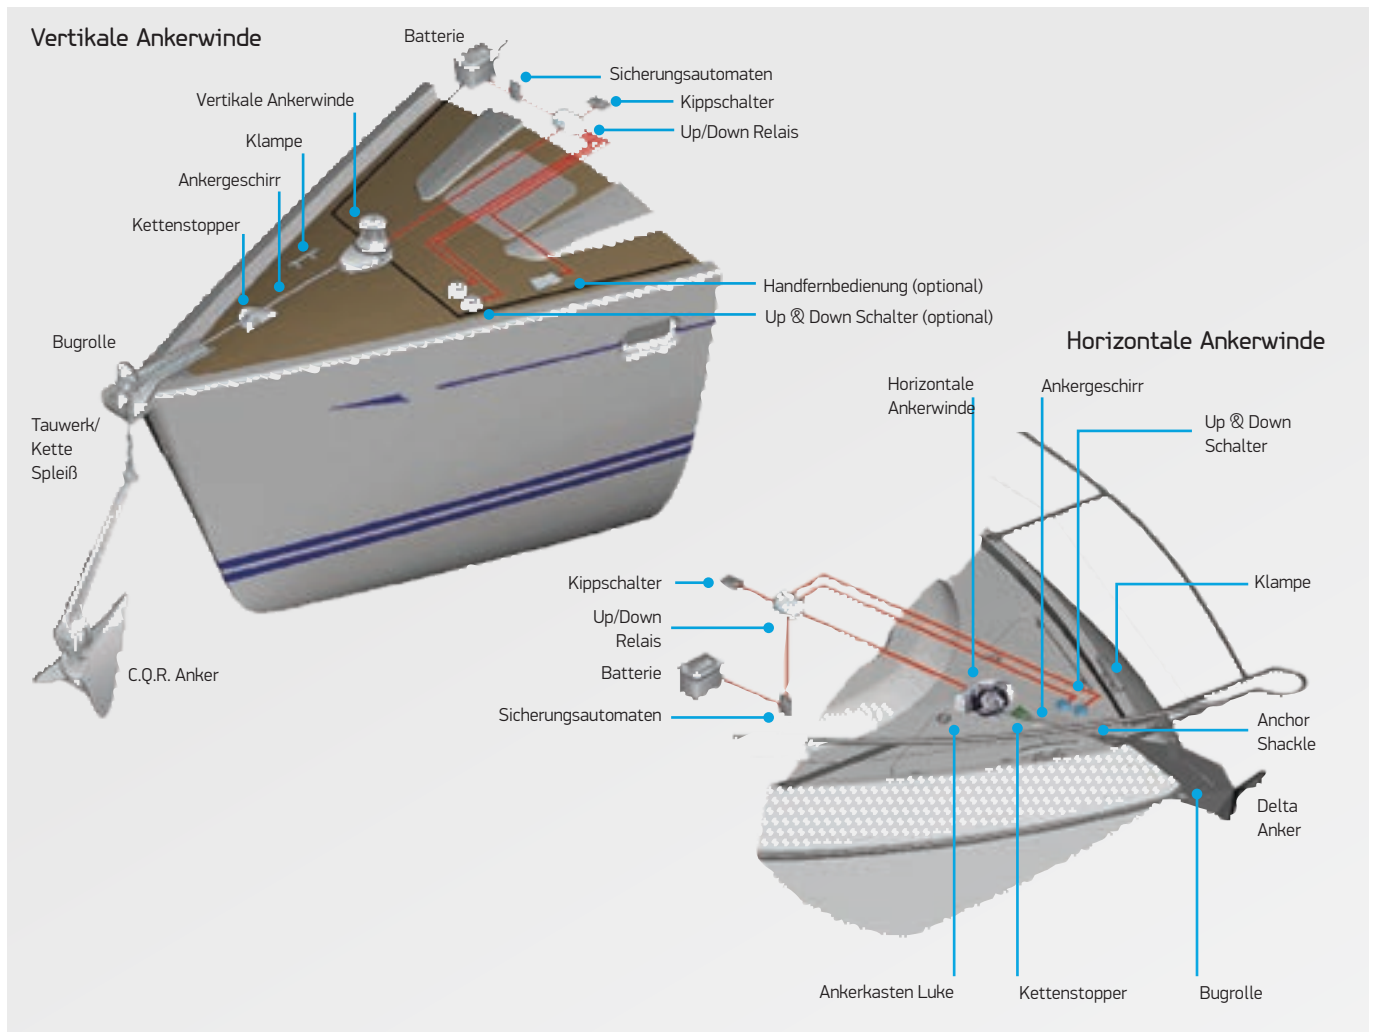 Vertikale Ankerwinde
Batterie
Sicherungsautomaten
Vertikale Ankerwinde
Kippschalter
Up/Down Relais
Klampe
Ankergeschirr
Kettenstopper
Handfernbedienung (optional)
Up & Down Schalter (optional)
Bugrolle
Tauwerk/
Kette
Spleiß
C.Q.R. Anker
Horizontale Ankerwinde
Horizontale
Ankerwinde
Ankergeschirr
Up & Down
Schalter
Kippschalter
Klampe
Up/Down
Relais
Batterie
Sicherungsautomaten
Anchor
Shackle
Delta
Anker
Ankerkasten Luke
Kettenstopper
Bugrolle